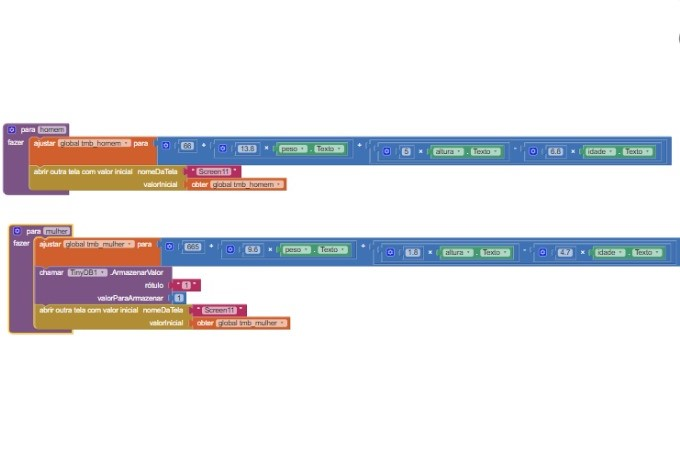 para homem
fazer ajustar global tmb_homem para 66 + 13.8 × peso . Texto + 5 × altura . Texto - 6.8 × idade . Texto
abrir outra tela com valor inicial nomeDaTela " Screen11 "
valorInicial obter global tmb_homem
para mulher
fazer ajustar global tmb_mulher para 665 + 9.6 × peso . Texto + 1.8 × altura . Texto - 4.7 × idade . Texto
chamar TinyDB1 .ArmazenarValor
rótulo " 1 "
valorParaArmazenar 1
abrir outra tela com valor inicial nomeDaTela " Screen11 "
valorInicial obter global tmb_mulher